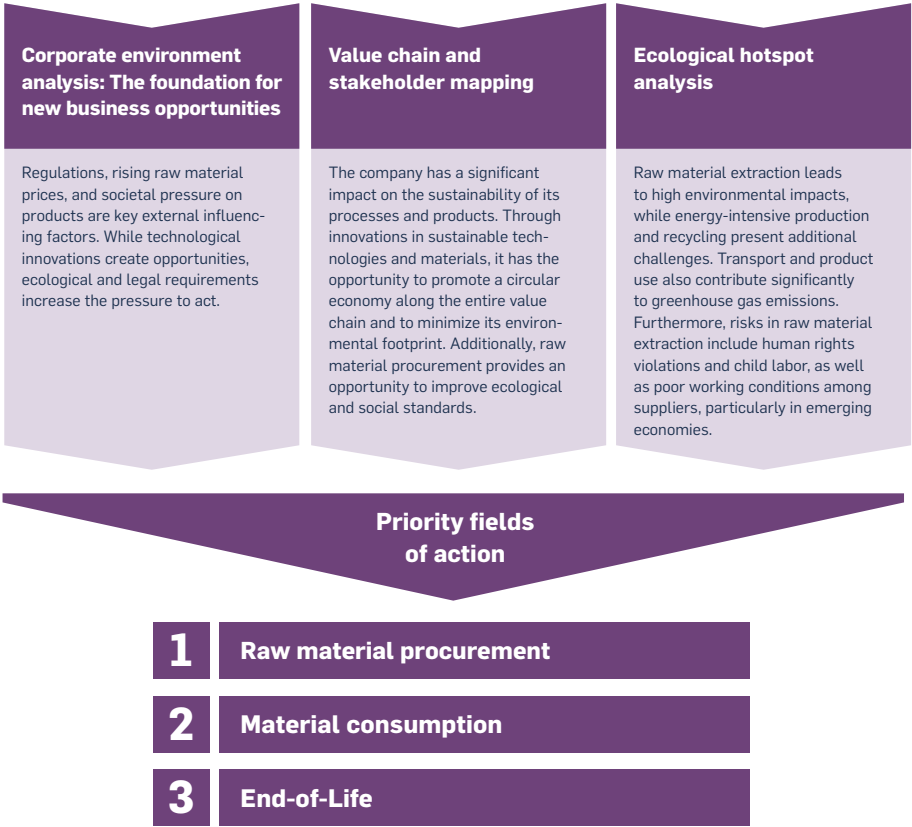 Corporate environment
analysis: The foundation for
new business opportunities
Regulations, rising raw material
prices, and societal pressure on
products are key external influenc-
ing factors. While technological
innovations create opportunities,
ecological and legal requirements
increase the pressure to act.
Value chain and
stakeholder mapping
The company has a significant
impact on the sustainability of its
processes and products. Through
innovations in sustainable tech-
nologies and materials, it has the
opportunity to promote a circular
economy along the entire value
chain and to minimize its environ-
mental footprint. Additionally, raw
material procurement provides an
opportunity to improve ecological
and social standards.
Ecological hotspot
analysis
Raw material extraction leads
to high environmental impacts,
while energy-intensive production
and recycling present additional
challenges. Transport and product
use also contribute significantly
to greenhouse gas emissions.
Furthermore, risks in raw material
extraction include human rights
violations and child labor, as well
as poor working conditions among
suppliers, particularly in emerging
economies.
Priority fields
of action
1 Raw material procurement
2 Material consumption
3 End-of-Life